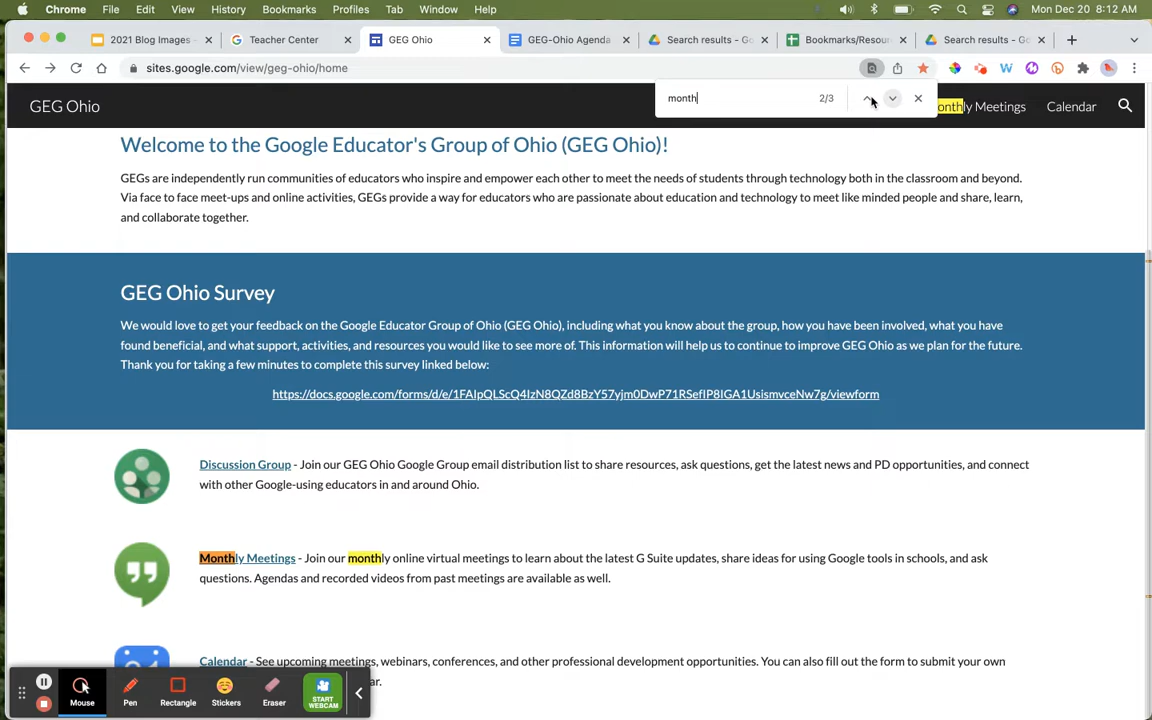 Chrome File Edit View History Bookmarks Profiles Tab Window Help Mon Dec 20 8:12 AM
2021 Blog Images - Teacher Center GEG Ohio GEG-Ohio Agenda Search results - Go Bookmarks/Resour Search results - Go
sites.google.com/view/geg-ohio/home
month 2/3
GEG Ohio onthly Meetings Calendar
Welcome to the Google Educator's Group of Ohio (GEG Ohio)!
GEGs are independently run communities of educators who inspire and empower each other to meet the needs of students through technology both in the classroom and beyond.
Via face to face meet-ups and online activities, GEGs provide a way for educators who are passionate about education and technology to meet like minded people and share, learn,
and collaborate together.
GEG Ohio Survey
We would love to get your feedback on the Google Educator Group of Ohio (GEG Ohio), including what you know about the group, how you have been involved, what you have
found beneficial, and what support, activities, and resources you would like to see more of. This information will help us to continue to improve GEG Ohio as we plan for the future.
Thank you for taking a few minutes to complete this survey linked below:
https://docs.google.com/forms/d/e/1FAIpQLScQ4IzN8QZd8BzY57yjm0DwP71RSefIP8IGA1UsismvceNw7g/viewform
Discussion Group - Join our GEG Ohio Google Group email distribution list to share resources, ask questions, get the latest news and PD opportunities, and connect
with other Google-using educators in and around Ohio.
Monthly Meetings - Join our monthly online virtual meetings to learn about the latest G Suite updates, share ideas for using Google tools in schools, and ask
questions. Agendas and recorded videos from past meetings are available as well.
Calendar - See upcoming meetings, webinars, conferences, and other professional development opportunities. You can also fill out the form to submit your own
ar.
Mouse Pen Rectangle Stickers Eraser START WEBCAM